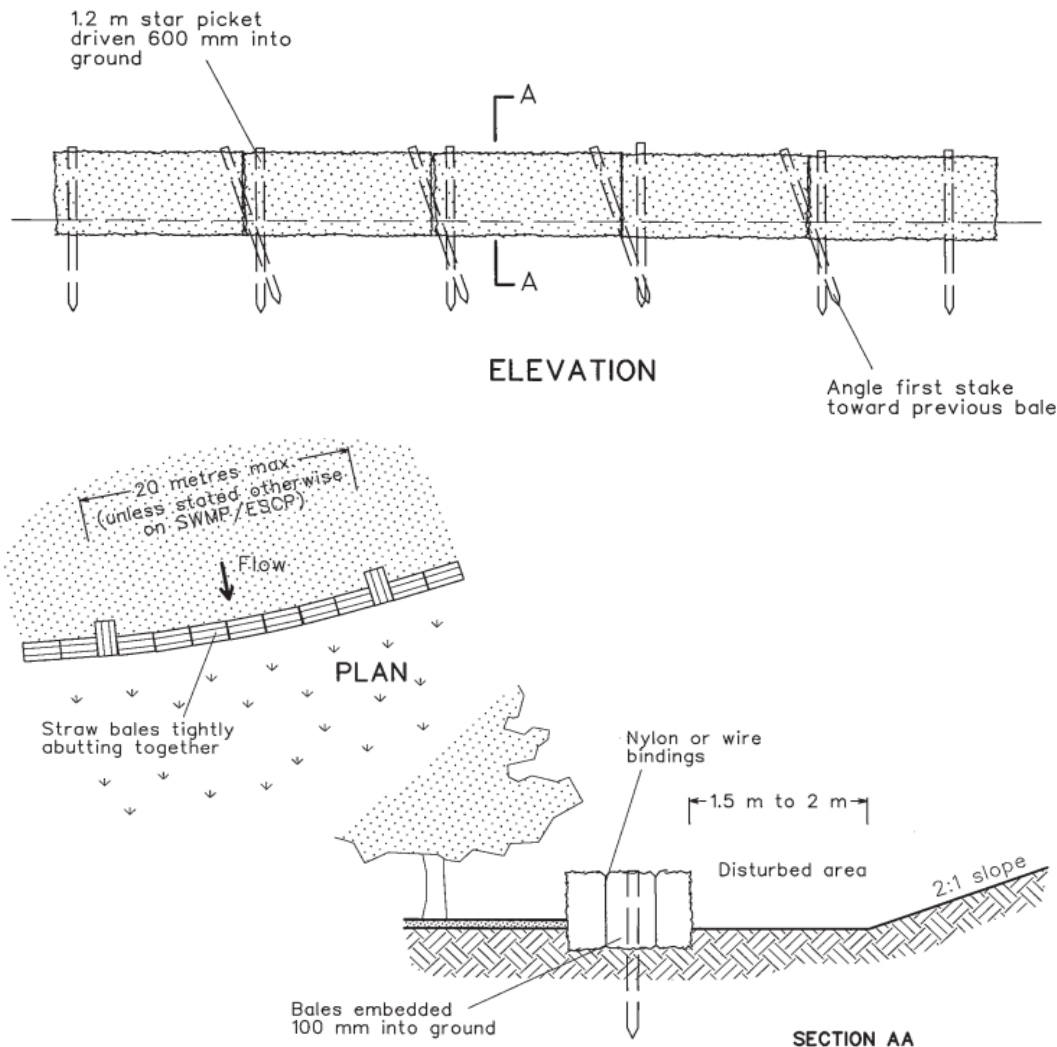 1.2 m star picket
driven 600 mm into
ground
A
A
ELEVATION
Angle first stake
toward previous bale
20 metres max.
(unless stated otherwise
on SWMP/ESCP)
Flow
PLAN
Straw bales tightly
abutting together
Nylon or wire
bindings
1.5 m to 2 m
Disturbed area
2:1 slope
Bales embedded
100 mm into ground
SECTION AA